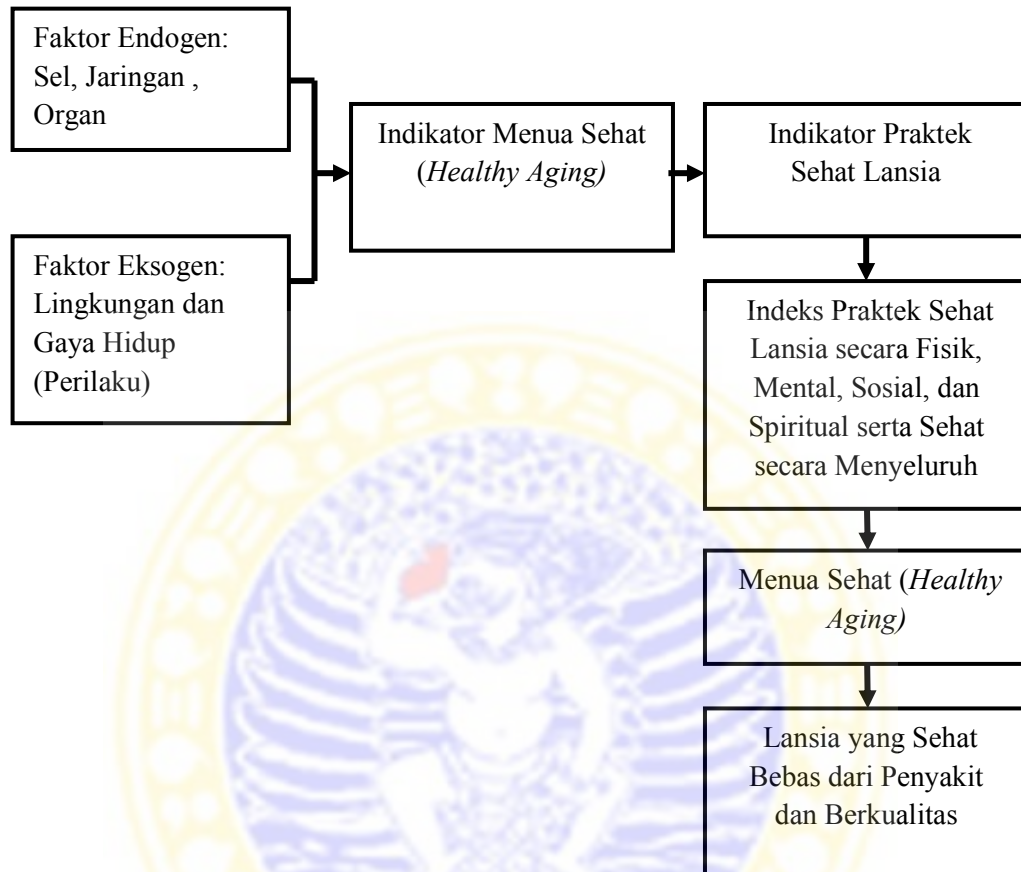 Faktor Endogen:
Sel, Jaringan ,
Organ
Faktor Eksogen:
Lingkungan dan
Gaya Hidup
(Perilaku)
Indikator Menua Sehat
(Healthy Aging)
Indikator Praktek
Sehat Lansia
Indeks Praktek Sehat
Lansia secara Fisik,
Mental, Sosial, dan
Spiritual serta Sehat
secara Menyeluruh
Menua Sehat (Healthy
Aging)
Lansia yang Sehat
Bebas dari Penyakit
dan Berkualitas